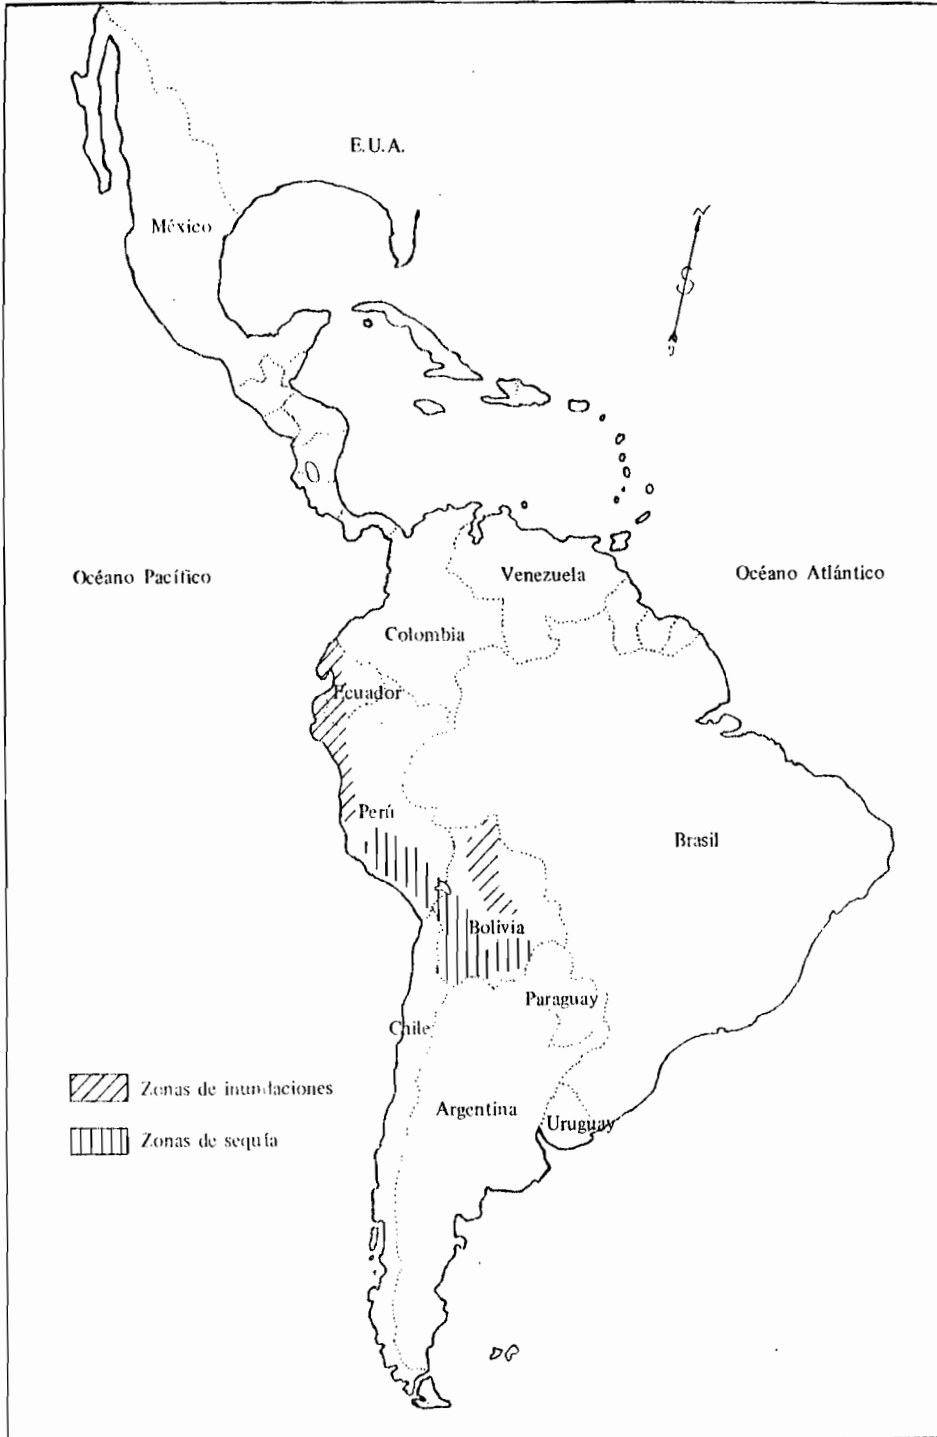 E.U.A.
México
N
S
Océano Pacífico
Venezuela
Océano Atlántico
Colombia
Ecuador
Perú
Brasil
Bolivia
Paraguay
Chile
Zonas de inundaciones
Argentina
Uruguay
Zonas de sequía